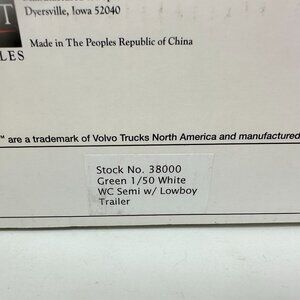 Dyersville, Iowa 52040
Made in The Peoples Republic of China
T
LES
™ are a trademark of Volvo Trucks North America and manufactured
Stock No. 38000
Green 1/50 White
WC Semi w/ Lowboy
Trailer